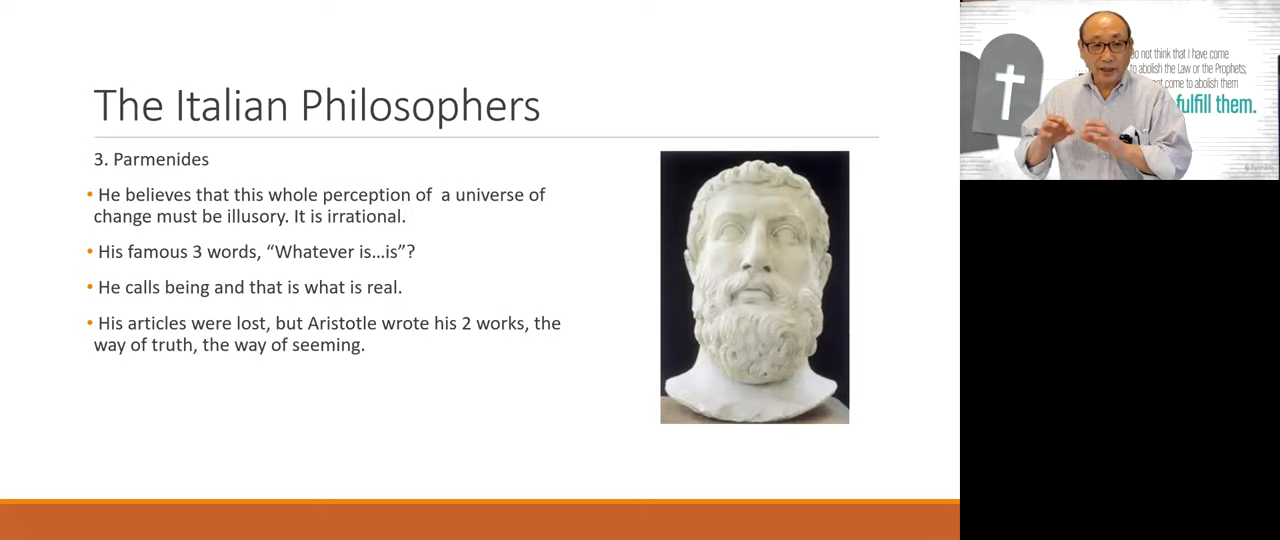 The Italian Philosophers
3. Parmenides
• He believes that this whole perception of  a universe of
change must be illusory. It is irrational.
• His famous 3 words, “Whatever is…is”?
• He calls being and that is what is real.
• His articles were lost, but Aristotle wrote his 2 works, the
way of truth, the way of seeming.
do not think that I have come
to abolish the Law or the Prophets;
not come to abolish them
fulfill them.